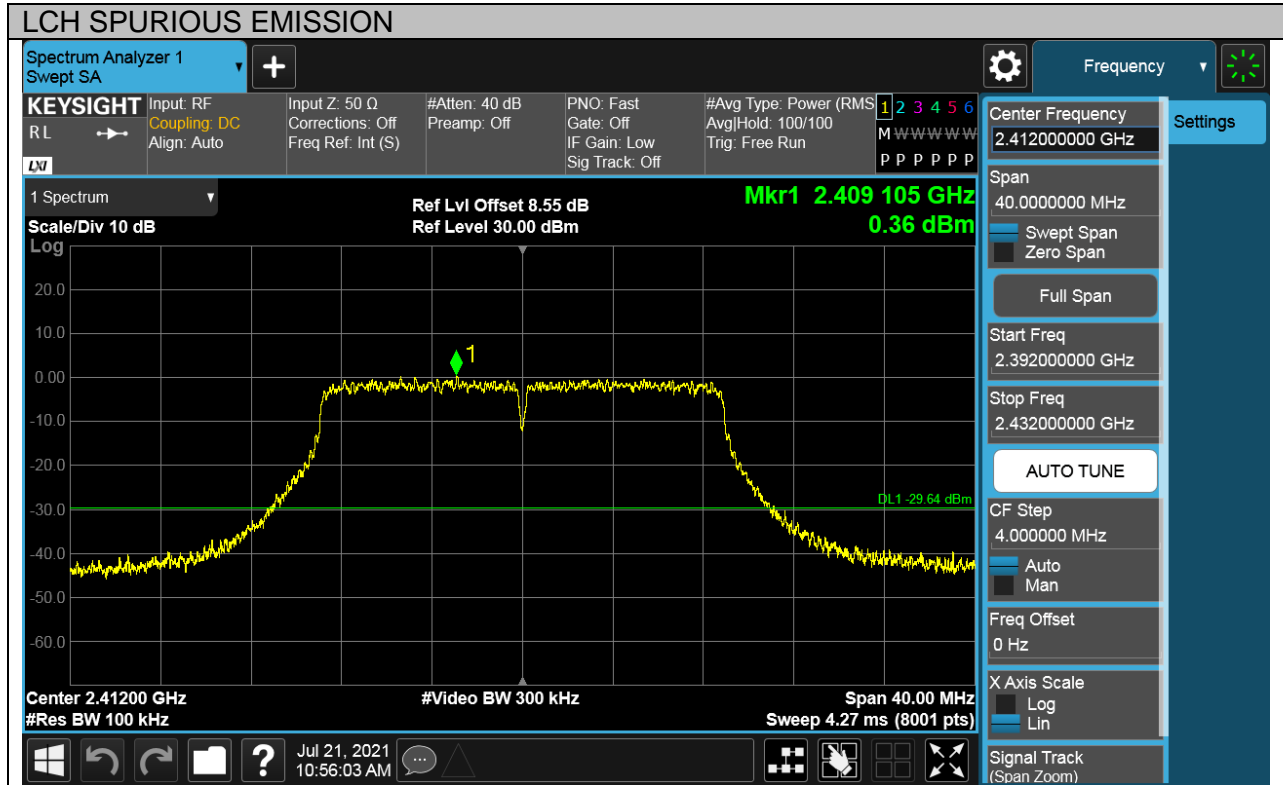 LCH SPURIOUS EMISSION
Spectrum Analyzer 1
Swept SA
+
Frequency
KEYSIGHT
RL
LXI
Input: RF
Coupling: DC
Align: Auto
Input Z: 50 Ω
Corrections: Off
Freq Ref: Int (S)
#Atten: 40 dB
Preamp: Off
PNO: Fast
Gate: Off
IF Gain: Low
Sig Track: Off
#Avg Type: Power (RMS
Avg|Hold: 100/100
Trig: Free Run
1 2 3 4 5 6
M W W W W W
P P P P P P
Center Frequency
2.412000000 GHz
Settings
1 Spectrum
Scale/Div 10 dB
Log
Ref Lvl Offset 8.55 dB
Ref Level 30.00 dBm
Mkr1 2.409 105 GHz
0.36 dBm
Span
40.0000000 MHz
Swept Span
Zero Span
Full Span
Start Freq
2.392000000 GHz
Stop Freq
2.432000000 GHz
AUTO TUNE
CF Step
4.000000 MHz
Auto
Man
Freq Offset
0 Hz
X Axis Scale
Log
Lin
Signal Track
(Span Zoom)
20.0
10.0
0.00
-10.0
-20.0
-30.0
-40.0
-50.0
-60.0
1
DL1 -29.64 dBm
Center 2.41200 GHz
#Video BW 300 kHz
Span 40.00 MHz
#Res BW 100 kHz
Sweep 4.27 ms (8001 pts)
?
Jul 21, 2021
10:56:03 AM